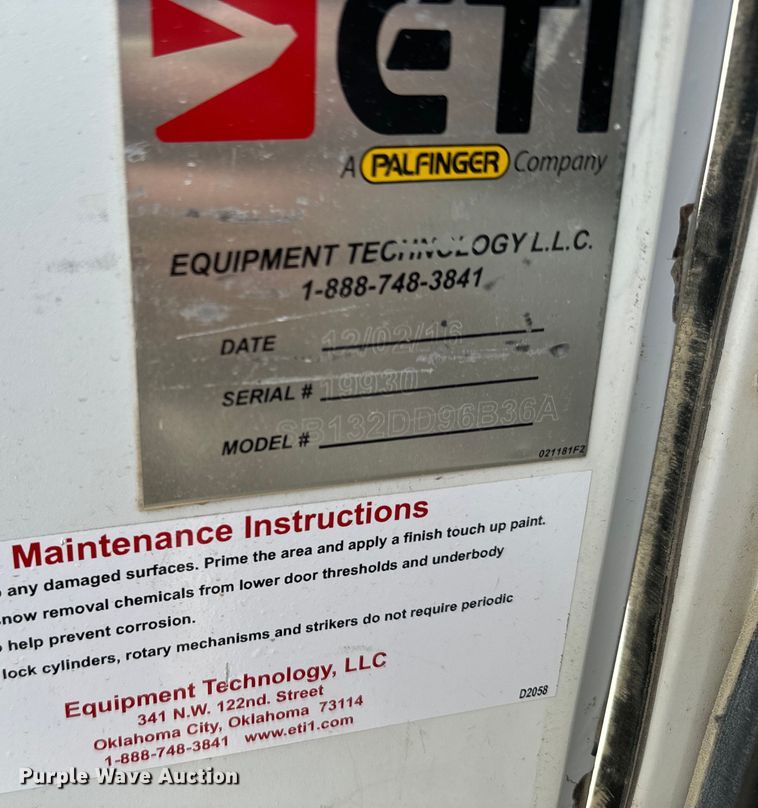 ETI
A PALFINGER Company
EQUIPMENT TECHNOLOGY L.L.C.
1-888-748-3841
DATE 12/02/16
SERIAL # 19930
MODEL # SB132DD96B36A
021181F2
Maintenance Instructions
any damaged surfaces. Prime the area and apply a finish touch up paint.
now removal chemicals from lower door thresholds and underbody
help prevent corrosion.
lock cylinders, rotary mechanisms and strikers do not require periodic
Equipment Technology, LLC
341 N.W. 122nd. Street
Oklahoma City, Oklahoma 73114
1-888-748-3841 www.eti1.com
D2058
Purple Wave Auction